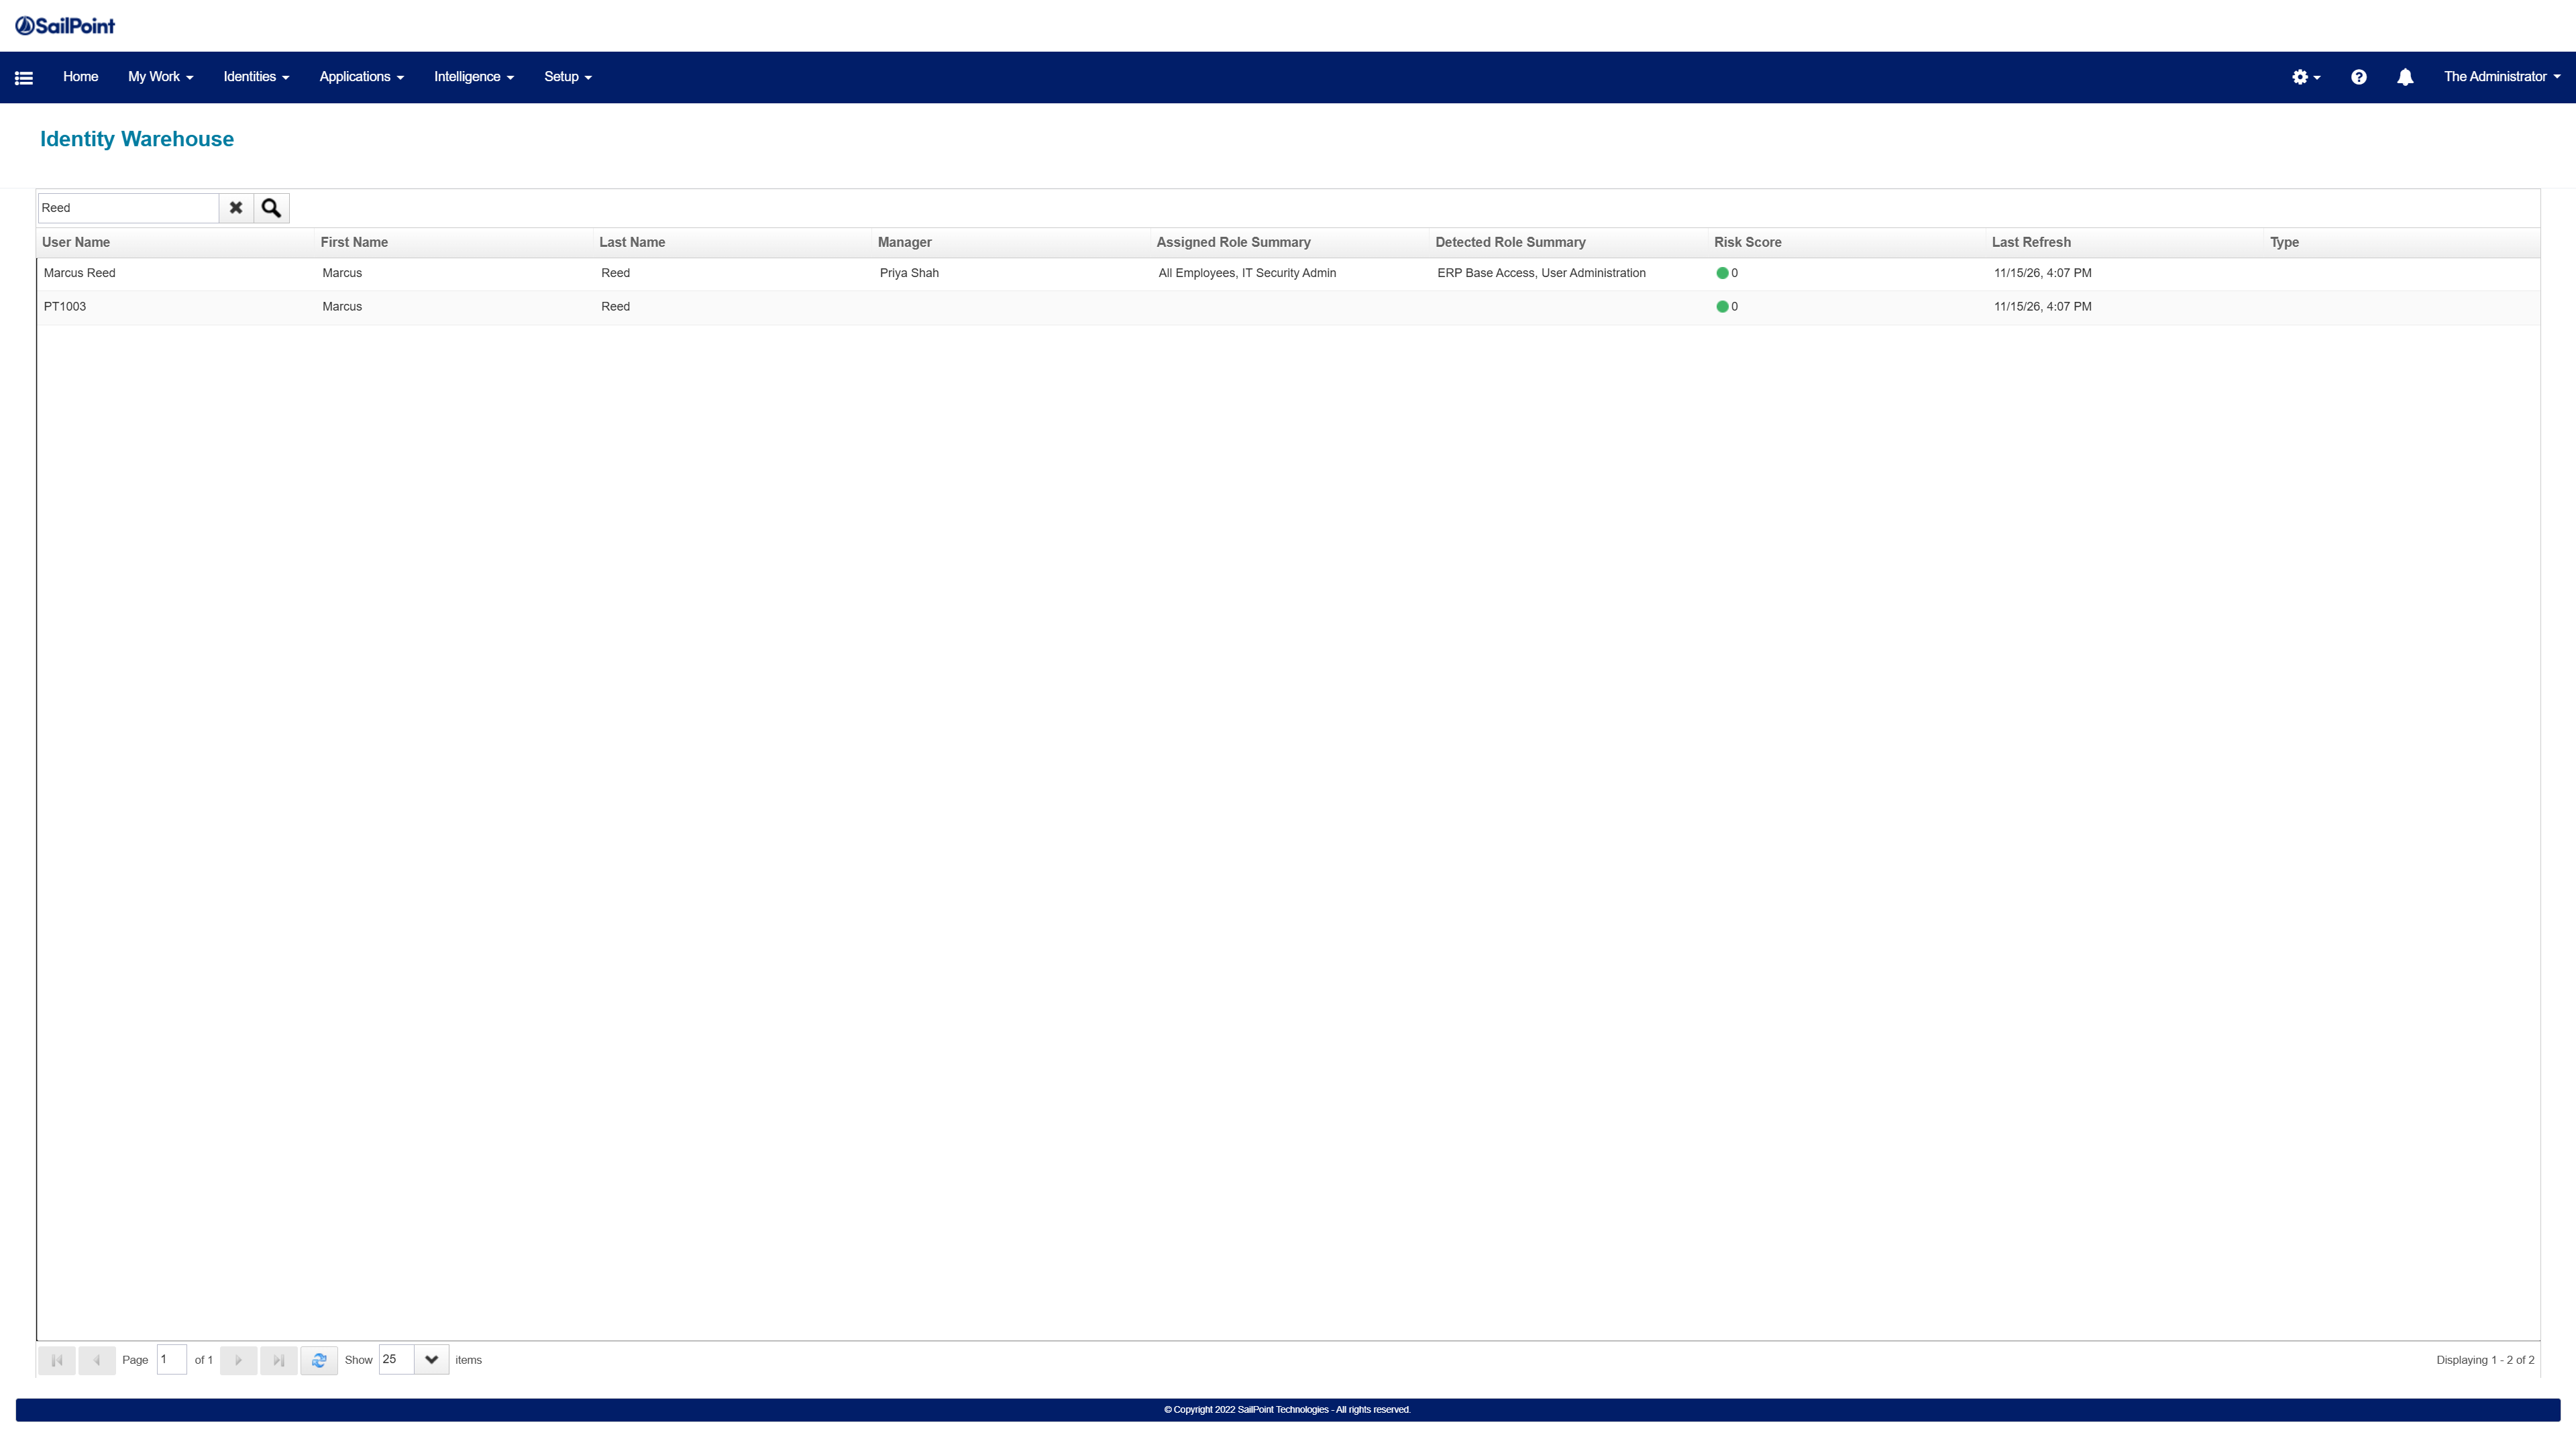 SailPoint
Home My Work Identities Applications Intelligence Setup The Administrator
Identity Warehouse
Reed
User Name First Name Last Name Manager Assigned Role Summary Detected Role Summary Risk Score Last Refresh Type
Marcus Reed Marcus Reed Priya Shah All Employees, IT Security Admin ERP Base Access, User Administration 0 11/15/26, 4:07 PM
PT1003 Marcus Reed 0 11/15/26, 4:07 PM
Page 1 of 1 Show 25 items Displaying 1 - 2 of 2
© Copyright 2022 SailPoint Technologies - All rights reserved.